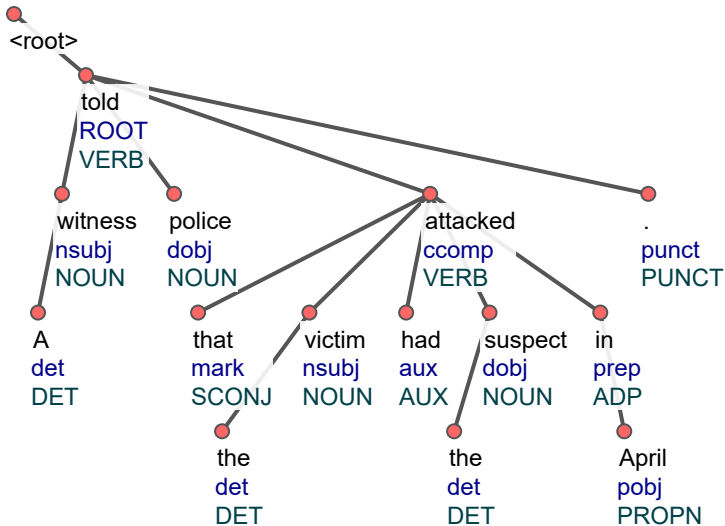 <root>
told
ROOT
VERB
witness police attacked .
nsubj dobj ccomp punct
NOUN NOUN VERB PUNCT
A that victim had suspect in
det mark nsubj aux dobj prep
DET SCONJ NOUN AUX NOUN ADP
the the April
det det pobj
DET DET PROPN